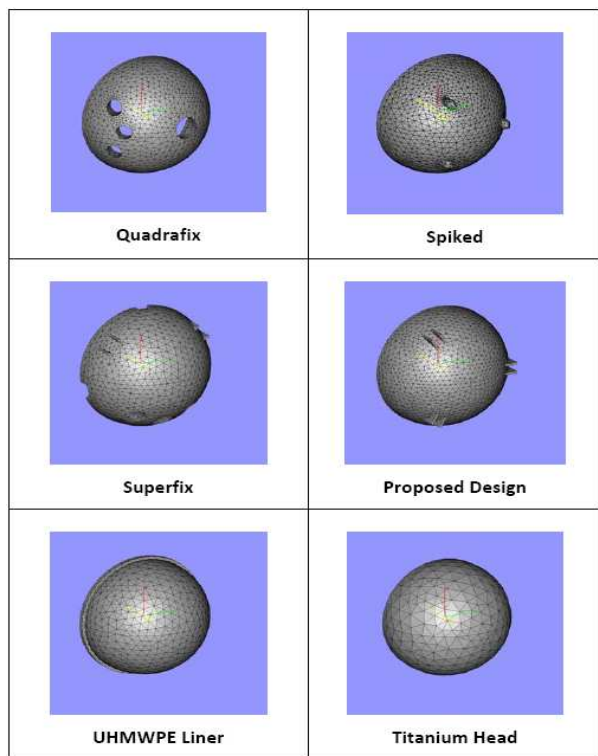 Quadrafix
Spiked
Superfix
Proposed Design
UHMWPE Liner
Titanium Head